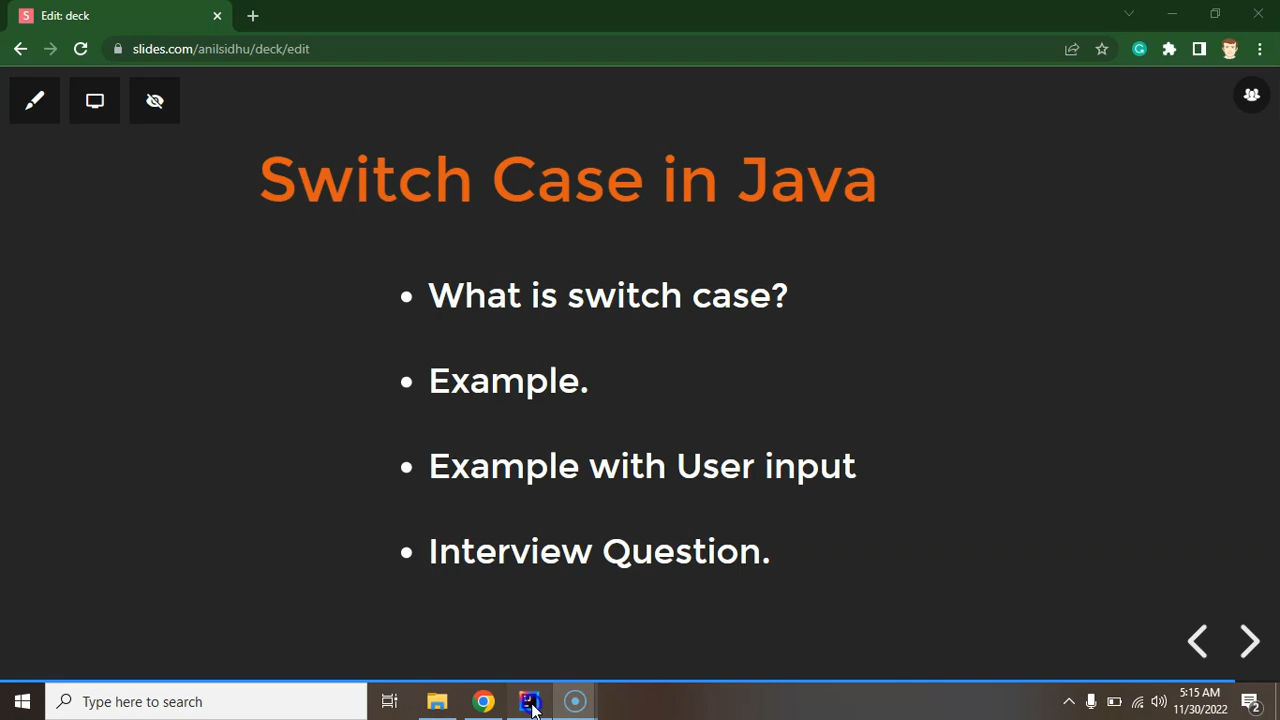 S Edit: deck
slides.com/anilsidhu/deck/edit
Switch Case in Java
• What is switch case?
• Example.
• Example with User input
• Interview Question.
Type here to search
5:15 AM
11/30/2022
2